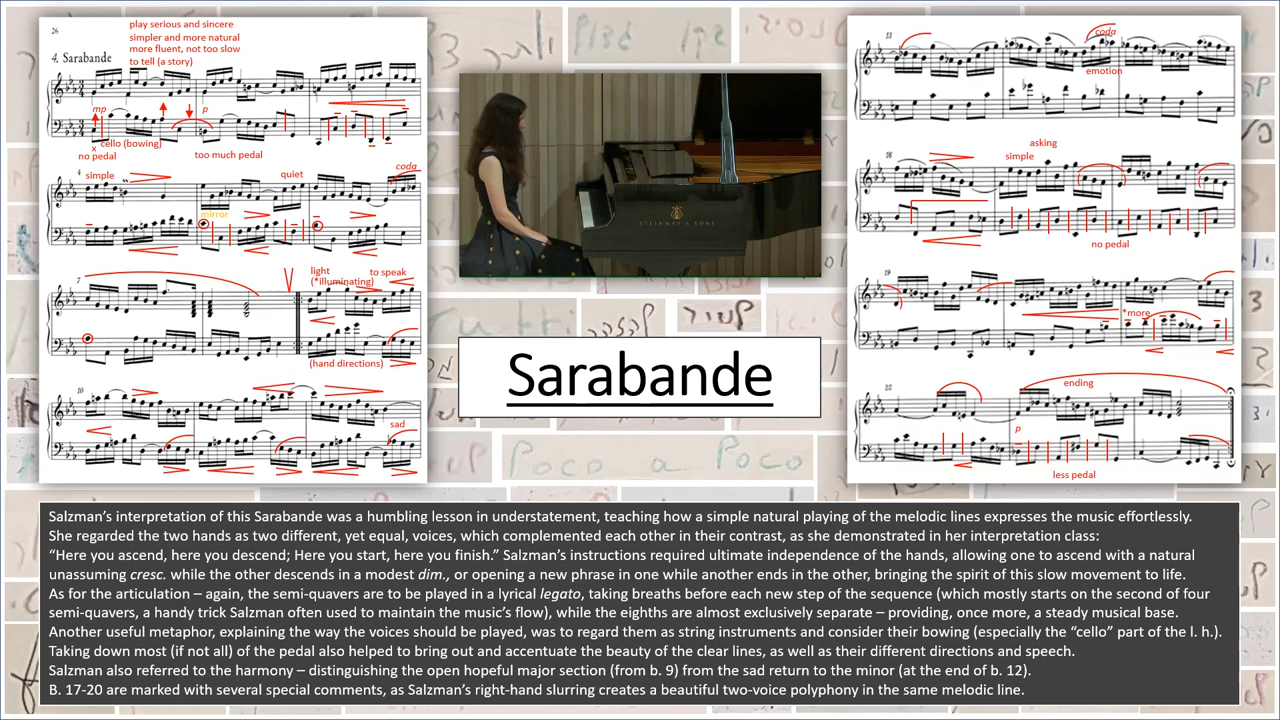 26
play serious and sincere
simpler and more natural
more fluent, not too slow
to tell (a story)
4. Sarabande
mp
p
cello (bowing)
x
no pedal
too much pedal
4
simple
quiet
coda
mirror
7
light
(*illuminating)
to speak
(hand directions)
10
sad
STEINWAY & SONS
Sarabande
Poco a Poco
13
coda
emotion
16
asking
simple
no pedal
19
*more
22
ending
p
less pedal
Salzman's interpretation of this Sarabande was a humbling lesson in understatement, teaching how a simple natural playing of the melodic lines expresses the music effortlessly.
She regarded the two hands as two different, yet equal, voices, which complemented each other in their contrast, as she demonstrated in her interpretation class:
“Here you ascend, here you descend; Here you start, here you finish.” Salzman's instructions required ultimate independence of the hands, allowing one to ascend with a natural
unassuming cresc. while the other descends in a modest dim., or opening a new phrase in one while another ends in the other, bringing the spirit of this slow movement to life.
As for the articulation – again, the semi-quavers are to be played in a lyrical legato, taking breaths before each new step of the sequence (which mostly starts on the second of four
semi-quavers, a handy trick Salzman often used to maintain the music's flow), while the eighths are almost exclusively separate – providing, once more, a steady musical base.
Another useful metaphor, explaining the way the voices should be played, was to regard them as string instruments and consider their bowing (especially the “cello” part of the l. h.).
Taking down most (if not all) of the pedal also helped to bring out and accentuate the beauty of the clear lines, as well as their different directions and speech.
Salzman also referred to the harmony – distinguishing the open hopeful major section (from b. 9) from the sad return to the minor (at the end of b. 12).
B. 17-20 are marked with several special comments, as Salzman's right-hand slurring creates a beautiful two-voice polyphony in the same melodic line.